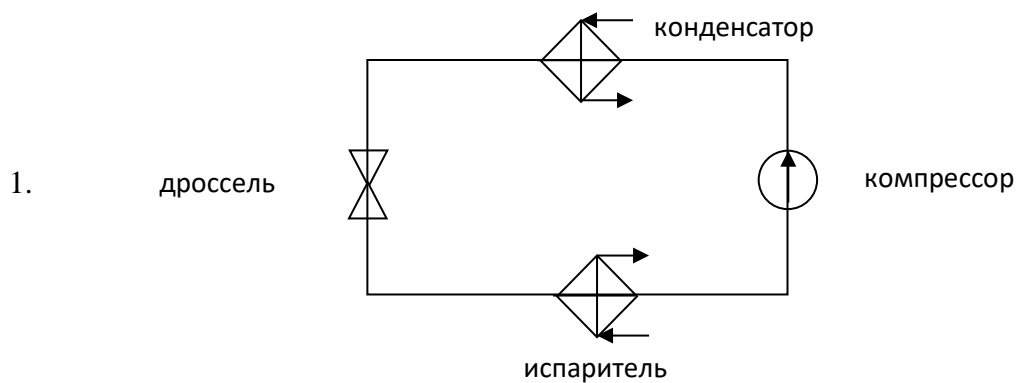 конденсатор
1. дроссель компрессор
испаритель